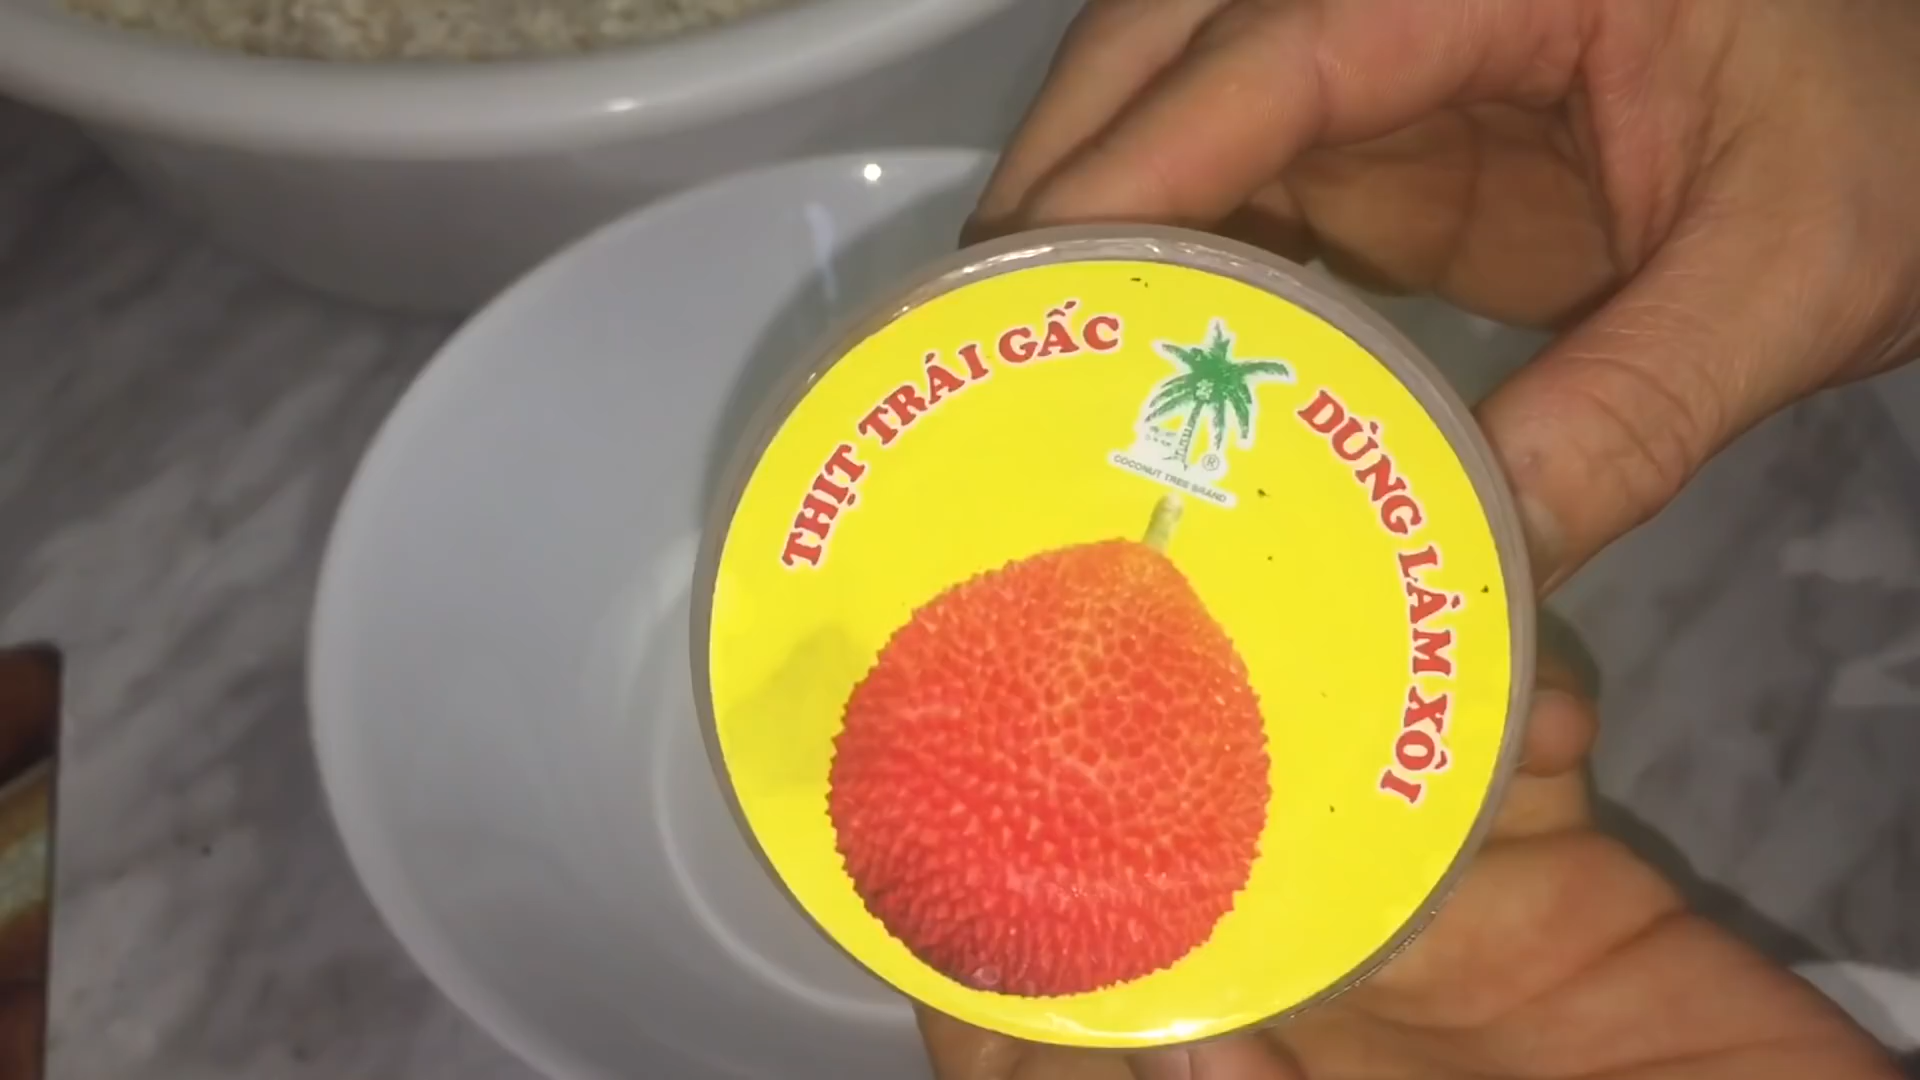 THỊT TRÁI GẤC
COCONUT TREE BRAND
®
DÙNG LÀM XÔI